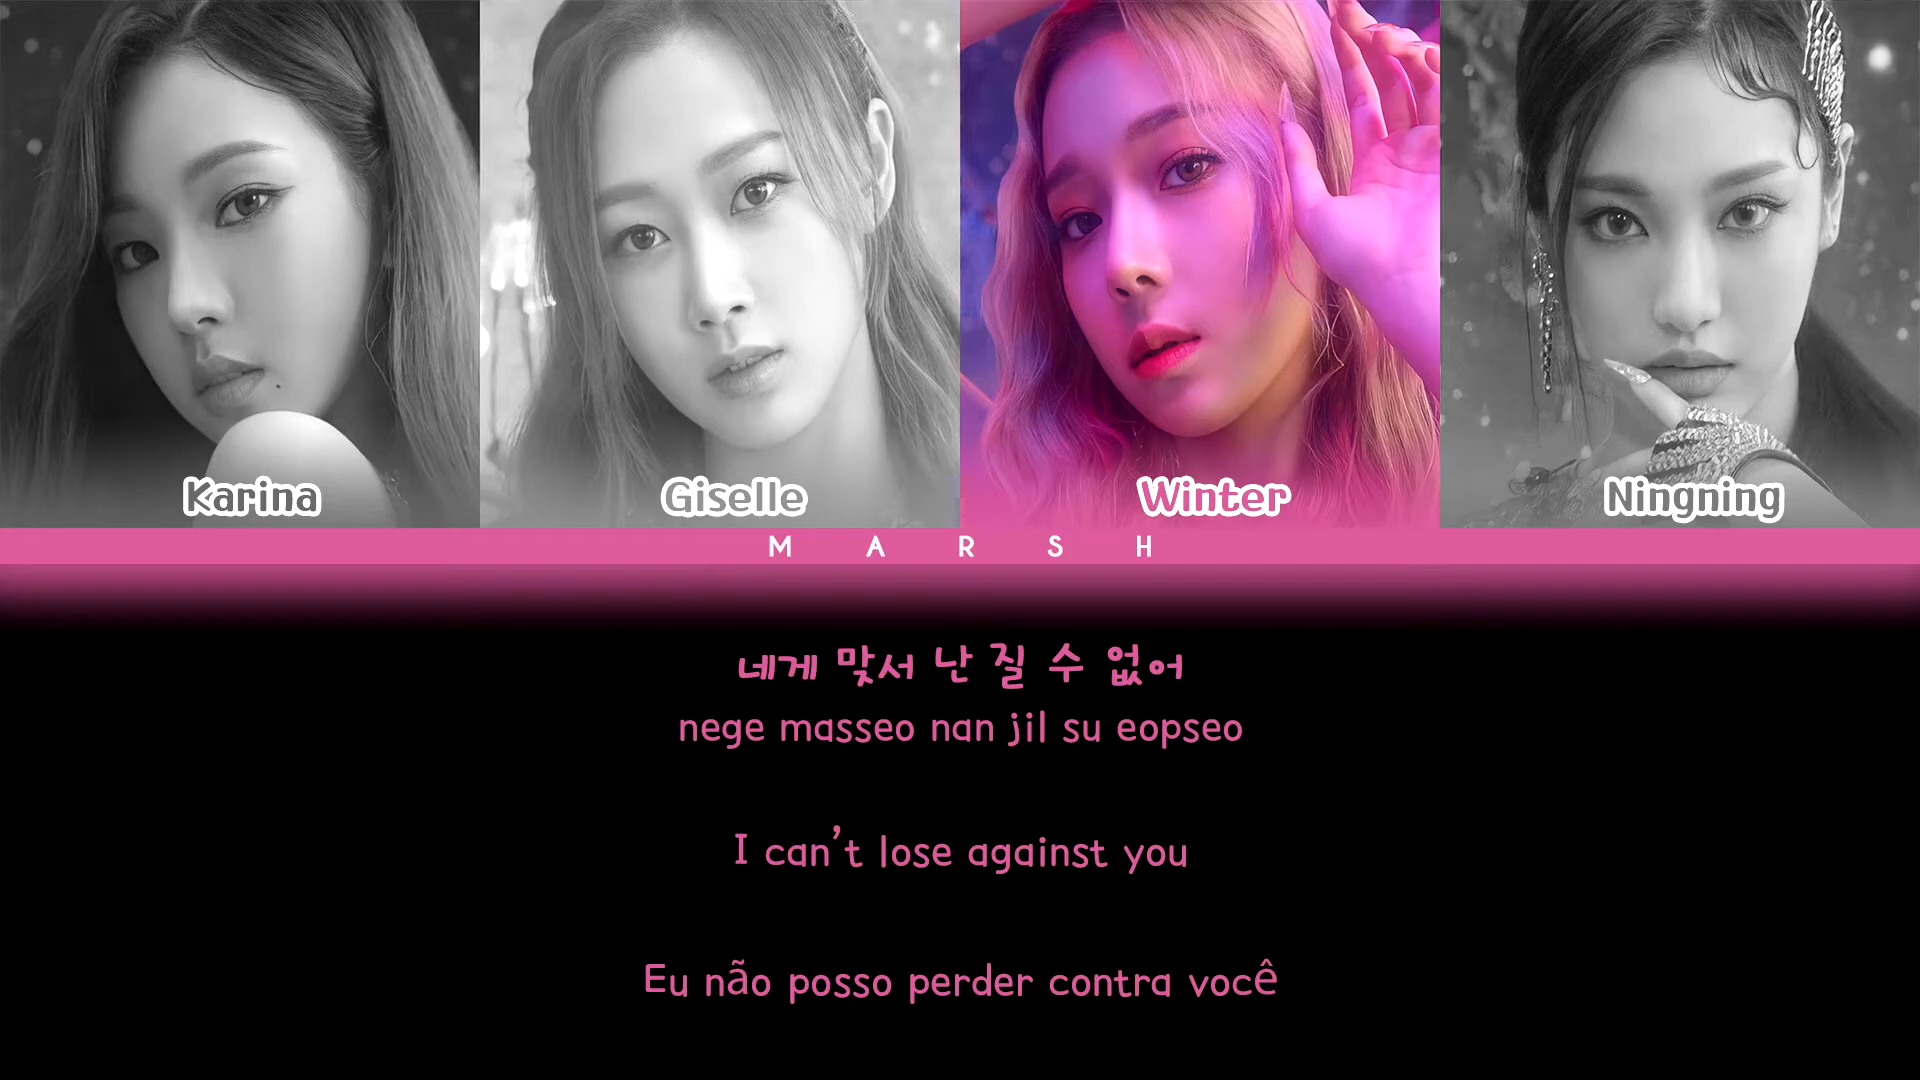 Karina
Giselle
Winter
Ningning
MARSH
네게 맞서 난 질 수 없어
nege masseo nan jil su eopseo
I can't lose against you
Eu não posso perder contra você